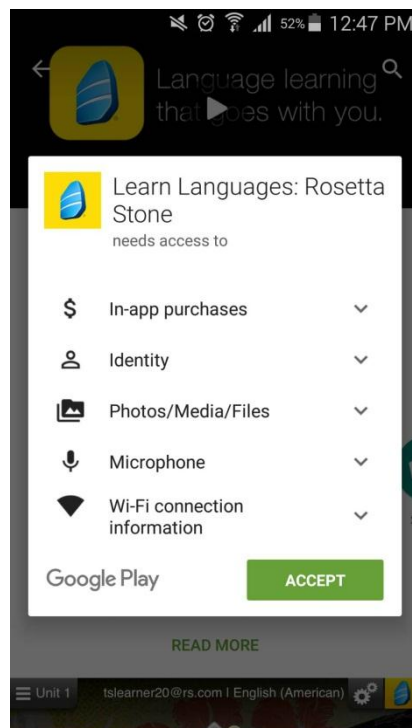 52% 12:47 PM
Language learning
that goes with you.
Learn Languages: Rosetta
Stone
needs access to
$ In-app purchases
Identity
Photos/Media/Files
Microphone
Wi-Fi connection
information
Google Play
ACCEPT
READ MORE
Unit 1 tslearner20@rs.com I English (American)